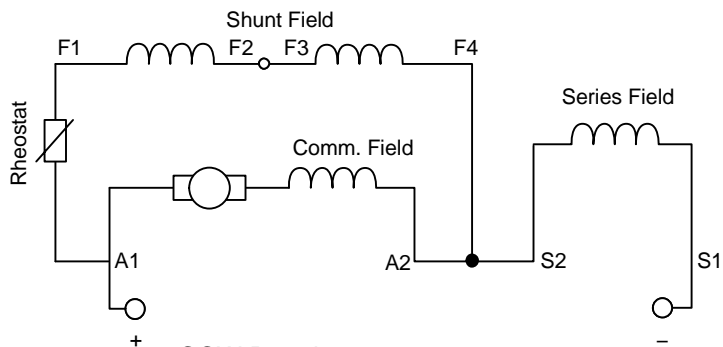 Shunt Field
F1 F2 F3 F4
Series Field
Rheostat
Comm. Field
A1 A2 S2 S1
+ –